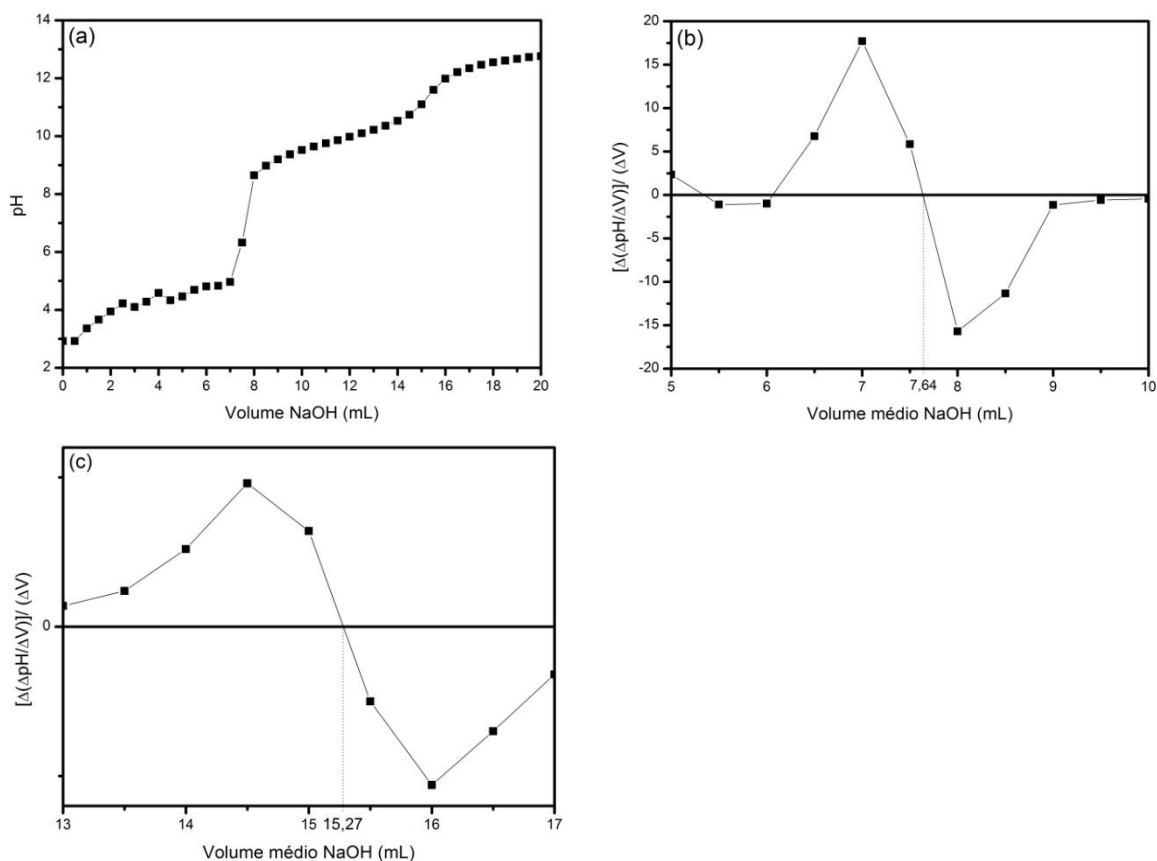 (a)
14
12
10
8
6
4
2
pH
0 2 4 6 8 10 12 14 16 18 20
Volume NaOH (mL)
(b)
20
15
10
5
0
-5
-10
-15
-20
[Δ(ΔpH/ΔV)]/ (ΔV)
5 6 7 7,64 8 9 10
Volume médio NaOH (mL)
(c)
0
[Δ(ΔpH/ΔV)]/ (ΔV)
13 14 15 15,27 16 17
Volume médio NaOH (mL)